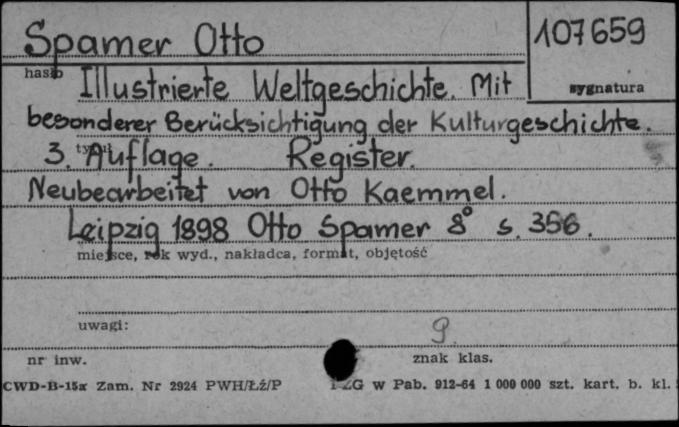 Spamer Otto
107659
hasło
sygnatura
Illustrierte Weltgeschichte. Mit
besonderer Berücksichtigung der Kulturgeschichte.
3. Auflage. Register.
Neubearbeitet von Otto Kaemmel.
Leipzig 1898 Otto Spamer 8° s. 356.
miejsce, rok wyd., nakładca, format, objętość
uwagi:
9
nr inw.
znak klas.
CWD-B-15x Zam. Nr 2924 PWH/Łź/P
w Pab. 912-64 1 000 000 szt. kart. b. kl.